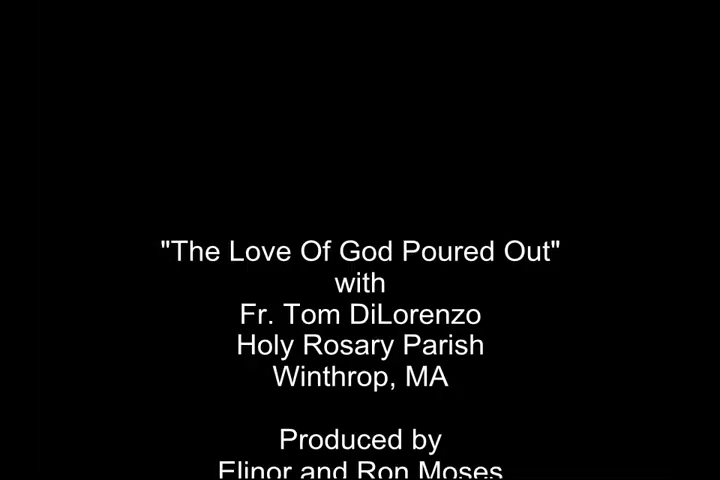 "The Love Of God Poured Out"
with
Fr. Tom DiLorenzo
Holy Rosary Parish
Winthrop, MA
Produced by
Elinor and Ron Moses